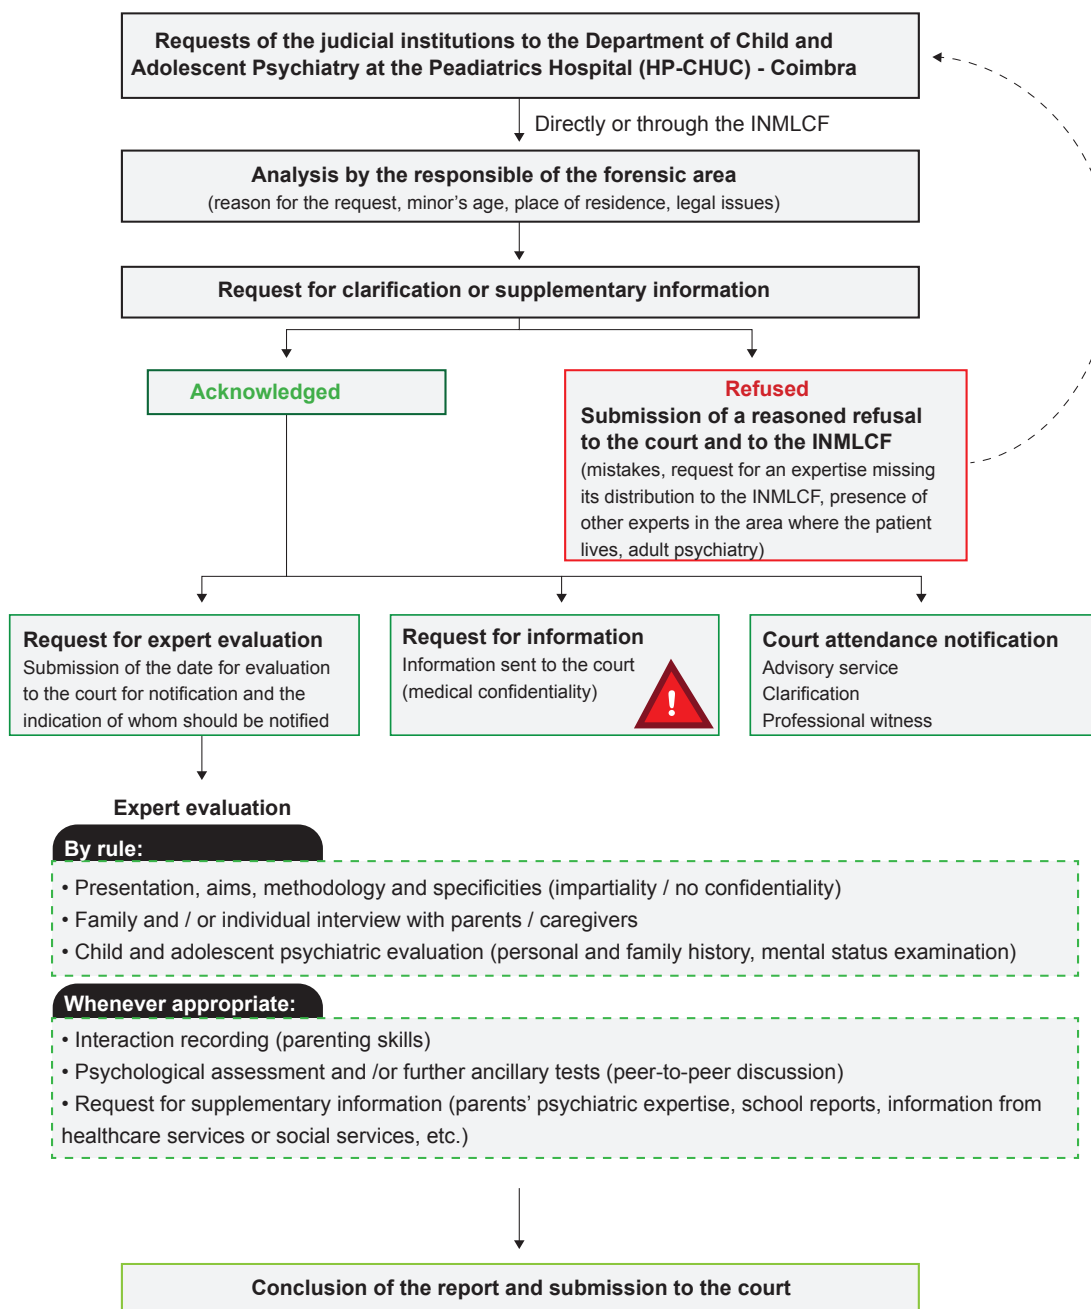 Requests of the judicial institutions to the Department of Child and
Adolescent Psychiatry at the Peadiatrics Hospital (HP-CHUC) - Coimbra
Directly or through the INMLCF
Analysis by the responsible of the forensic area
(reason for the request, minor's age, place of residence, legal issues)
Request for clarification or supplementary information
Acknowledged
Refused
Submission of a reasoned refusal
to the court and to the INMLCF
(mistakes, request for an expertise missing
its distribution to the INMLCF, presence of
other experts in the area where the patient
lives, adult psychiatry)
Request for expert evaluation
Submission of the date for evaluation
to the court for notification and the
indication of whom should be notified
Request for information
Information sent to the court
(medical confidentiality)
!
Court attendance notification
Advisory service
Clarification
Professional witness
Expert evaluation
By rule:
• Presentation, aims, methodology and specificities (impartiality / no confidentiality)
• Family and / or individual interview with parents / caregivers
• Child and adolescent psychiatric evaluation (personal and family history, mental status examination)
Whenever appropriate:
• Interaction recording (parenting skills)
• Psychological assessment and /or further ancillary tests (peer-to-peer discussion)
• Request for supplementary information (parents' psychiatric expertise, school reports, information from
healthcare services or social services, etc.)
Conclusion of the report and submission to the court